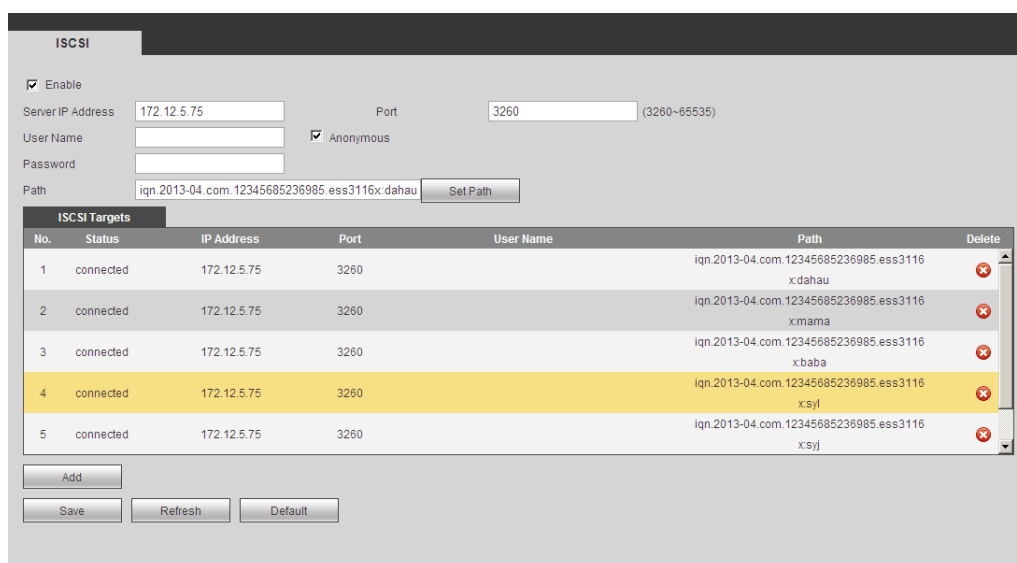 ISCSI
Enable
Server IP Address 172.12.5.75 Port 3260 (3260~65535)
User Name Anonymous
Password
Path iqn.2013-04.com.12345685236985.ess3116x:dahau Set Path
ISCSI Targets
No. Status IP Address Port User Name Path Delete
1 connected 172.12.5.75 3260 iqn.2013-04.com.12345685236985.ess3116
x:dahau
2 connected 172.12.5.75 3260 iqn.2013-04.com.12345685236985.ess3116
x:mama
3 connected 172.12.5.75 3260 iqn.2013-04.com.12345685236985.ess3116
x:baba
4 connected 172.12.5.75 3260 iqn.2013-04.com.12345685236985.ess3116
x:syl
5 connected 172.12.5.75 3260 iqn.2013-04.com.12345685236985.ess3116
x:syj
Add
Save Refresh Default